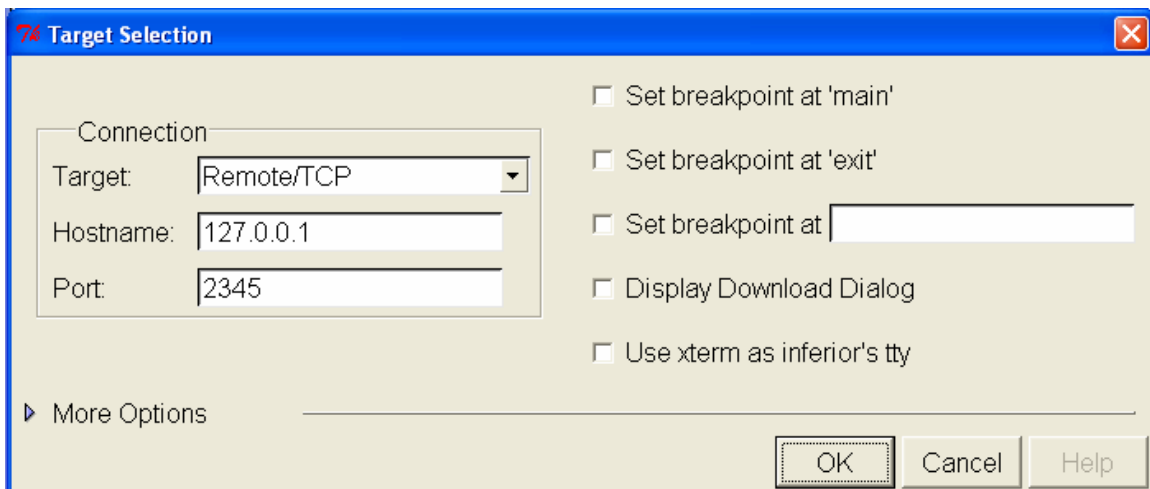 Target Selection
Connection
Target: Remote/TCP
Hostname: 127.0.0.1
Port: 2345
Set breakpoint at 'main'
Set breakpoint at 'exit'
Set breakpoint at
Display Download Dialog
Use xterm as inferior's tty
More Options
OK Cancel Help